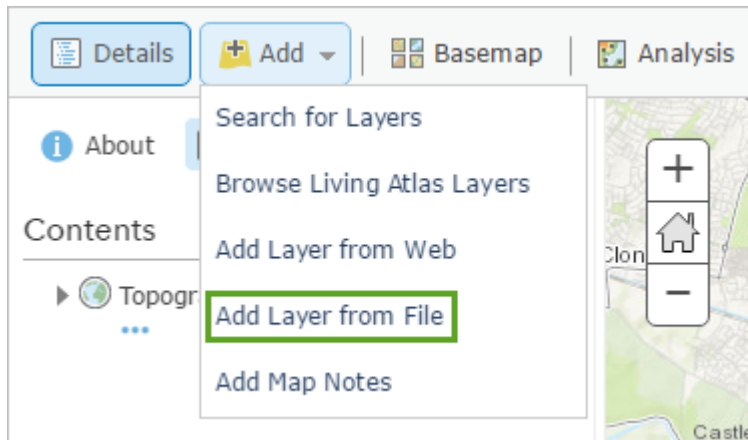 Details Add Basemap Analysis
Search for Layers
About
Browse Living Atlas Layers
Contents
Add Layer from Web
Add Layer from File
Add Map Notes